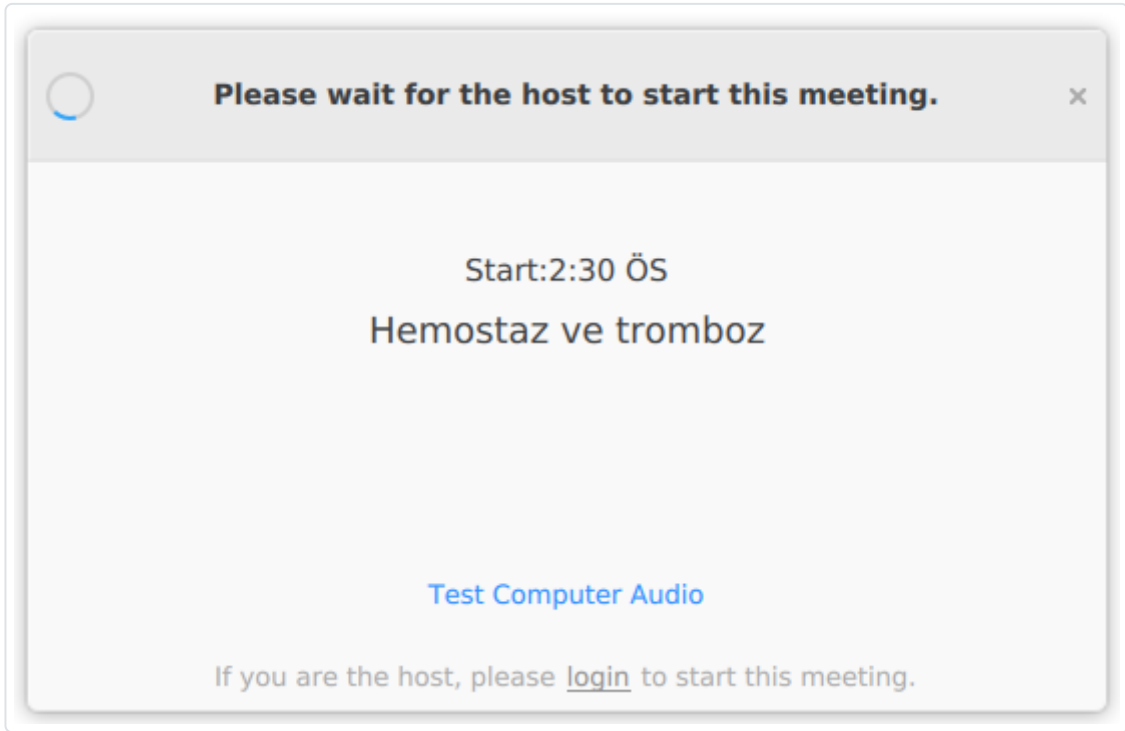 Please wait for the host to start this meeting.
Start:2:30 ÖS
Hemostaz ve tromboz
Test Computer Audio
If you are the host, please login to start this meeting.